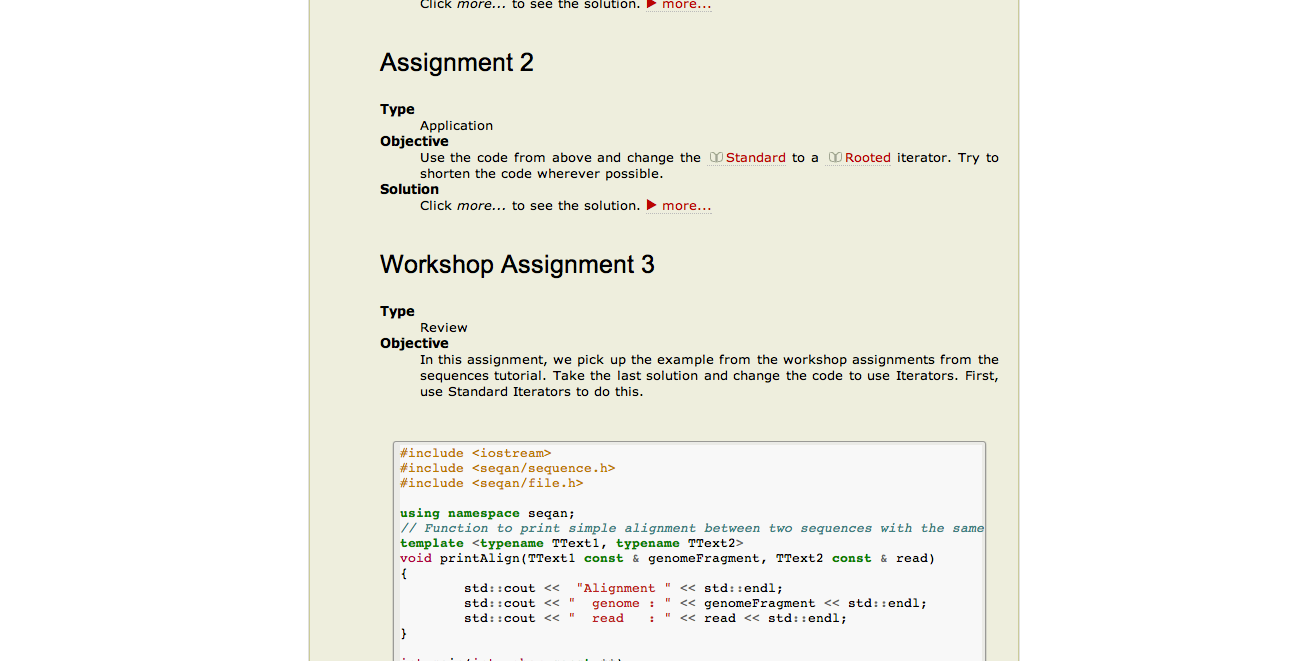 Click more... to see the solution. ▶ more...
Assignment 2
Type
Application
Objective
Use the code from above and change the Standard to a Rooted iterator. Try to
shorten the code wherever possible.
Solution
Click more... to see the solution. ▶ more...
Workshop Assignment 3
Type
Review
Objective
In this assignment, we pick up the example from the workshop assignments from the
sequences tutorial. Take the last solution and change the code to use Iterators. First,
use Standard Iterators to do this.
#include <iostream>
#include <seqan/sequence.h>
#include <seqan/file.h>
using namespace seqan;
// Function to print simple alignment between two sequences with the same
template <typename TText1, typename TText2>
void printAlign(TText1 const & genomeFragment, TText2 const & read)
{
        std::cout <<  "Alignment " << std::endl;
        std::cout << "  genome : " << genomeFragment << std::endl;
        std::cout << "  read   : " << read << std::endl;
}